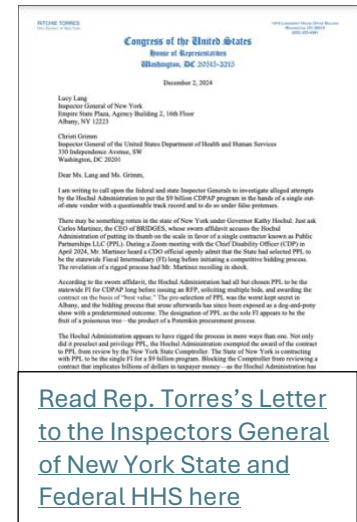 RITCHIE TORRES
Congress of the United States
House of Representatives
Washington, DC 20515-3215
December 2, 2024
Lucy Lang
Inspector General of New York
Empire State Plaza, Agency Building 2, 16th Floor
Albany, NY 12223
Christi Grimm
Inspector General of the United States Department of Health and Human Services
330 Independence Avenue, SW
Washington, DC 20201
Dear Ms. Lang and Ms. Grimm,
I am writing to call upon the federal and state Inspector Generals to investigate alleged attempts
by the Hochul Administration to put the $9 billion CDPAP program in the hands of a single out-
of-state vendor with a questionable track record and to do so under false pretenses.
There may be something rotten in the state of New York under Governor Kathy Hochul. Just ask
Carlos Martinez, the CEO of BRIDGES, whose sworn affidavit accuses the Hochul
Administration of putting its thumb on the scale in favor of a single contractor known as Public
Partnerships LLC (PPL). During a Zoom meeting with the Chief Disability Officer (CDP) in
April 2024, Mr. Martinez heard a CDO official openly admit that the State had selected PPL to
be the statewide Fiscal Intermediary (FI) long before initiating a competitive bidding process.
The revelation of a rigged process had Mr. Martinez recoiling in shock.
According to the sworn affidavit, the Hochul Administration had all but chosen PPL to be the
statewide FI for CDPAP long before issuing an RFP, soliciting multiple bids, and awarding the
contract on the basis of "best value." The pre-selection of PPL was the worst kept secret in
Albany, and the bidding process that arose afterwards has since been exposed as a dog-and-pony
show with a predetermined outcome. The designation of PPL as the sole FI appears to be the
fruit of a poisonous tree—the product of a Potemkin procurement process.
The Hochul Administration appears to have rigged the process in more ways than one. Not only
did it preselect and privilege PPL, the Hochul Administration exempted the award of the contract
to PPL from review by the New York State Comptroller. The State of New York is contracting
with PPL to be the single FI for a $9 billion program. Blocking the Comptroller from reviewing a
contract that implicates billions of dollars in taxpayer money—as the Hochul Administration has
Read Rep. Torres's Letter
to the Inspectors General
of New York State and
Federal HHS here